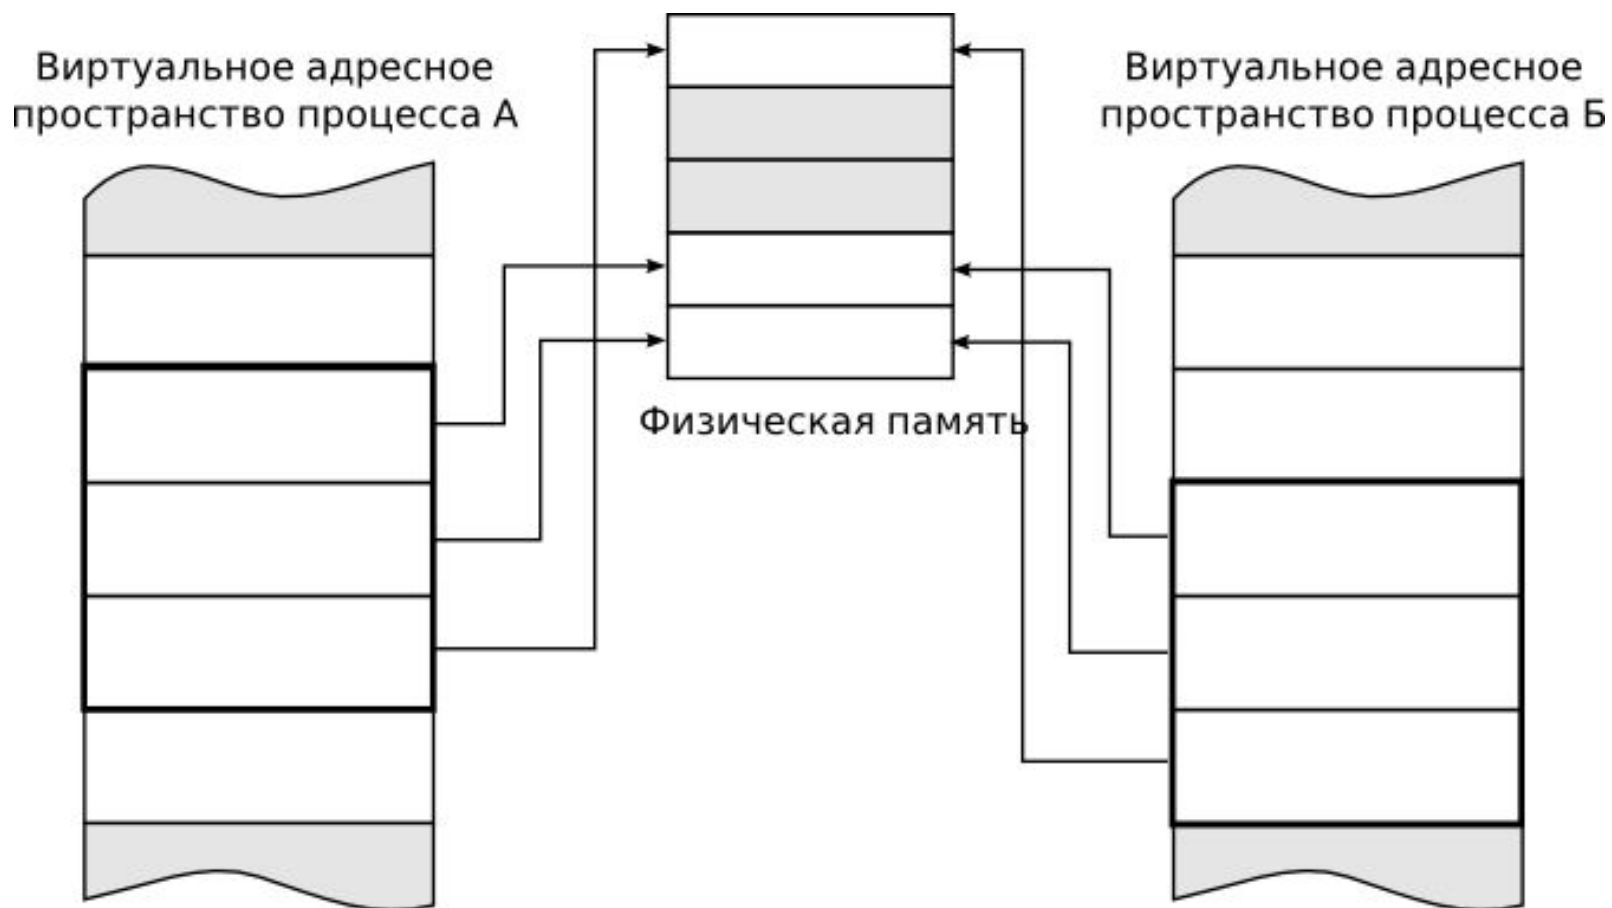 Виртуальное адресное
пространство процесса А
Виртуальное адресное
пространство процесса Б
Физическая память